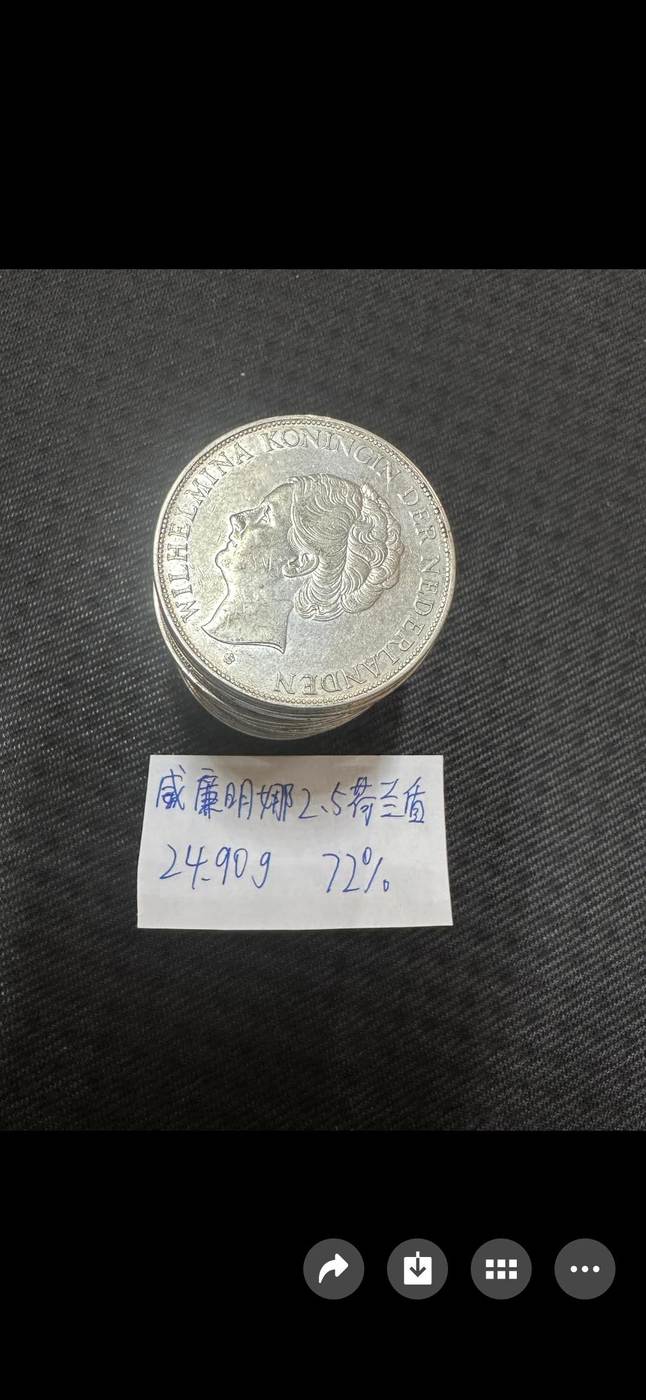 WILHELMINA KONINGIN DER NEDERLANDEN
S
威廉明娜2.5荷兰盾
24.90g 72%